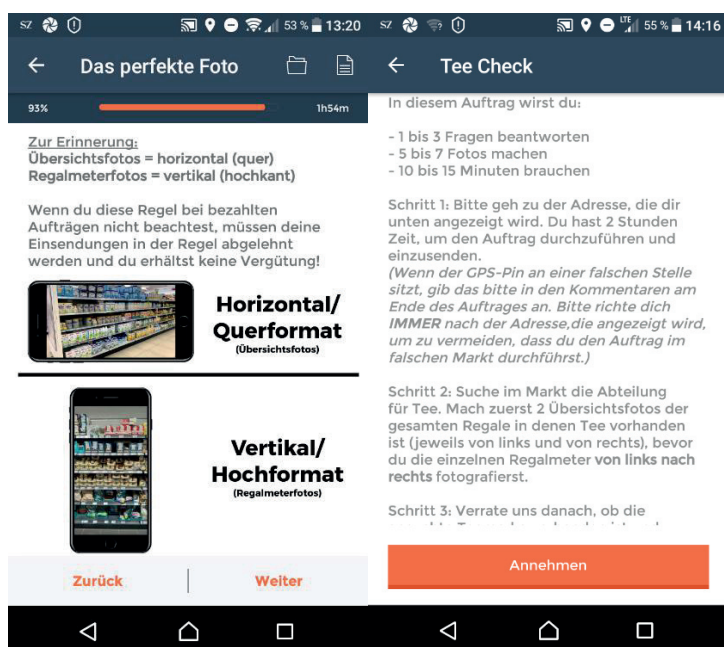 SZ 53 % 13:20
Das perfekte Foto
93% 1h54m
Zur Erinnerung:
Übersichtsfotos = horizontal (quer)
Regalmeterfotos = vertikal (hochkant)
Wenn du diese Regel bei bezahlten
Aufträgen nicht beachtest, müssen deine
Einsendungen in der Regel abgelehnt
werden und du erhältst keine Vergütung!
Horizontal/
Querformat
(Übersichtsfotos)
Vertikal/
Hochformat
(Regalmeterfotos)
Zurück Weiter
SZ LTE 55 % 14:16
Tee Check
In diesem Auftrag wirst du:
- 1 bis 3 Fragen beantworten
- 5 bis 7 Fotos machen
- 10 bis 15 Minuten brauchen
Schritt 1: Bitte geh zu der Adresse, die dir
unten angezeigt wird. Du hast 2 Stunden
Zeit, um den Auftrag durchzuführen und
einzusenden.
(Wenn der GPS-Pin an einer falschen Stelle
sitzt, gib das bitte in den Kommentaren am
Ende des Auftrages an. Bitte richte dich
IMMER nach der Adresse,die angezeigt wird,
um zu vermeiden, dass du den Auftrag im
falschen Markt durchführst.)
Schritt 2: Suche im Markt die Abteilung
für Tee. Mach zuerst 2 Übersichtsfotos der
gesamten Regale in denen Tee vorhanden
ist (jeweils von links und von rechts), bevor
du die einzelnen Regalmeter von links nach
rechts fotografierst.
Schritt 3: Verrate uns danach, ob die
Annehmen